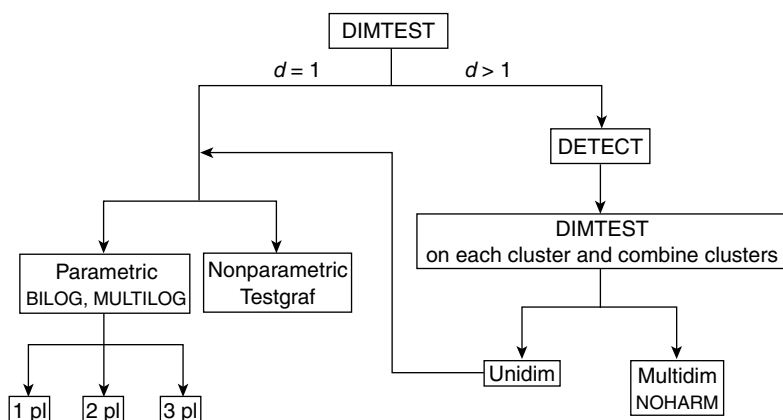 DIMTEST
d = 1
d > 1
DETECT
DIMTEST
on each cluster and combine clusters
Parametric
BILOG, MULTILOG
Nonparametric
Testgraf
Unidim
Multidim
NOHARM
1 pl
2 pl
3 pl